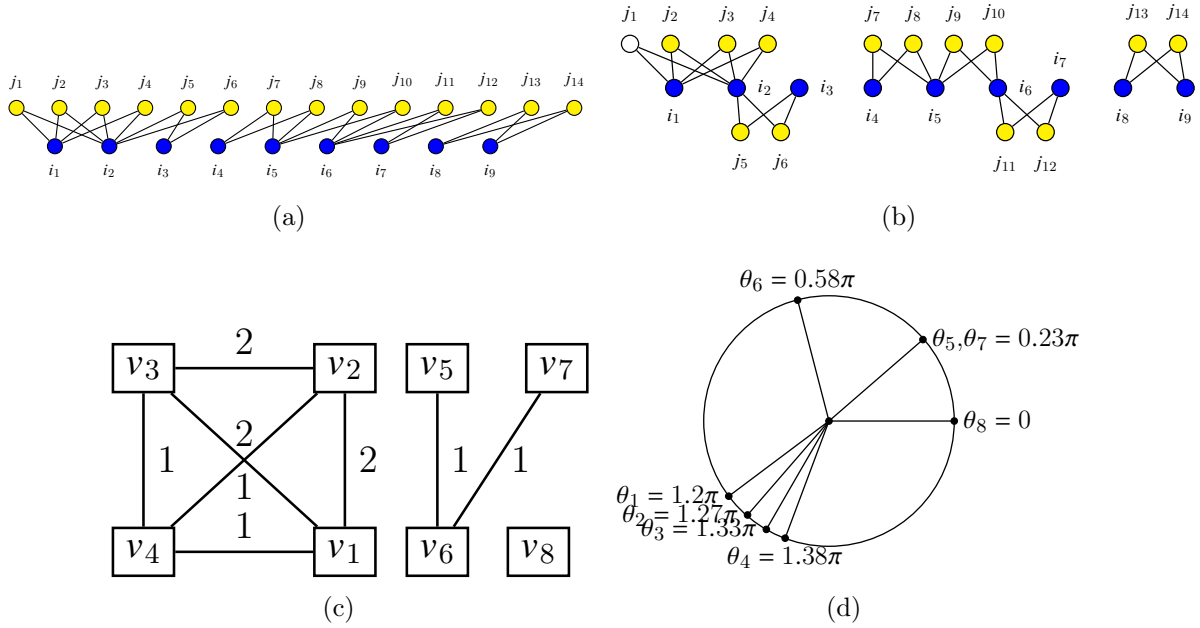 j₁ j₂ j₃ j₄ j₅ j₆ j₇ j₈ j₉ j₁₀ j₁₁ j₁₂ j₁₃ j₁₄
i₁ i₂ i₃ i₄ i₅ i₆ i₇ i₈ i₉
(a)
j₁ j₂ j₃ j₄ j₇ j₈ j₉ j₁₀ j₁₃ j₁₄
i₂ i₃ i₆ i₇
i₁ i₄ i₅ i₈ i₉
j₅ j₆ j₁₁ j₁₂
(b)
2
v₃ v₂ v₅ v₇
2
1 2 1 1
1
1
v₄ v₁ v₆ v₈
(c)
θ₆ = 0.58π
θ₅,θ₇ = 0.23π
θ₈ = 0
θ₁ = 1.2π
θ₂ = 1.27π
θ₃ = 1.33π
θ₄ = 1.38π
(d)